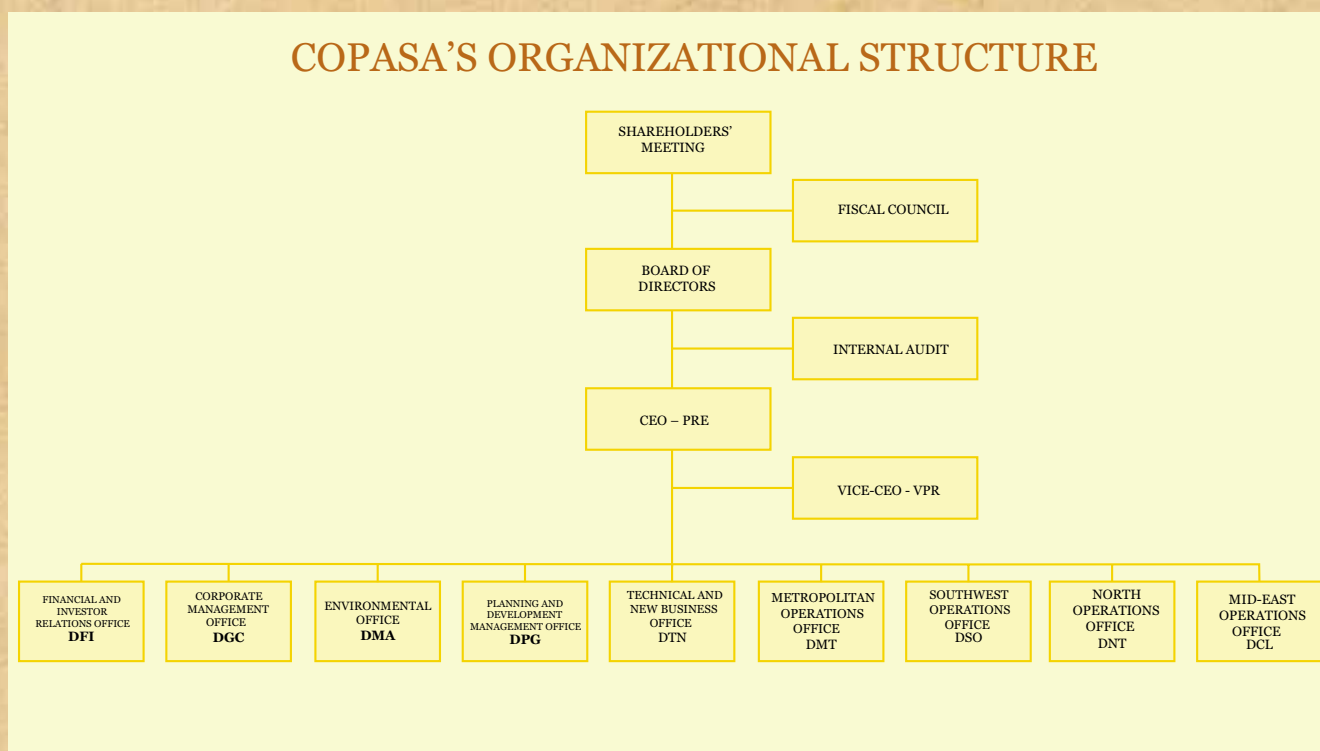 COPASA’S ORGANIZATIONAL STRUCTURE
SHAREHOLDERS’
MEETING
FISCAL COUNCIL
BOARD OF
DIRECTORS
INTERNAL AUDIT
CEO – PRE
VICE-CEO - VPR
FINANCIAL AND
INVESTOR
RELATIONS OFFICE
DFI
CORPORATE
MANAGEMENT
OFFICE
DGC
ENVIRONMENTAL
OFFICE
DMA
PLANNING AND
DEVELOPMENT
MANAGEMENT OFFICE
DPG
TECHNICAL AND
NEW BUSINESS
OFFICE
DTN
METROPOLITAN
OPERATIONS
OFFICE
DMT
SOUTHWEST
OPERATIONS
OFFICE
DSO
NORTH
OPERATIONS
OFFICE
DNT
MID-EAST
OPERATIONS
OFFICE
DCL